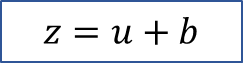 z = u + b